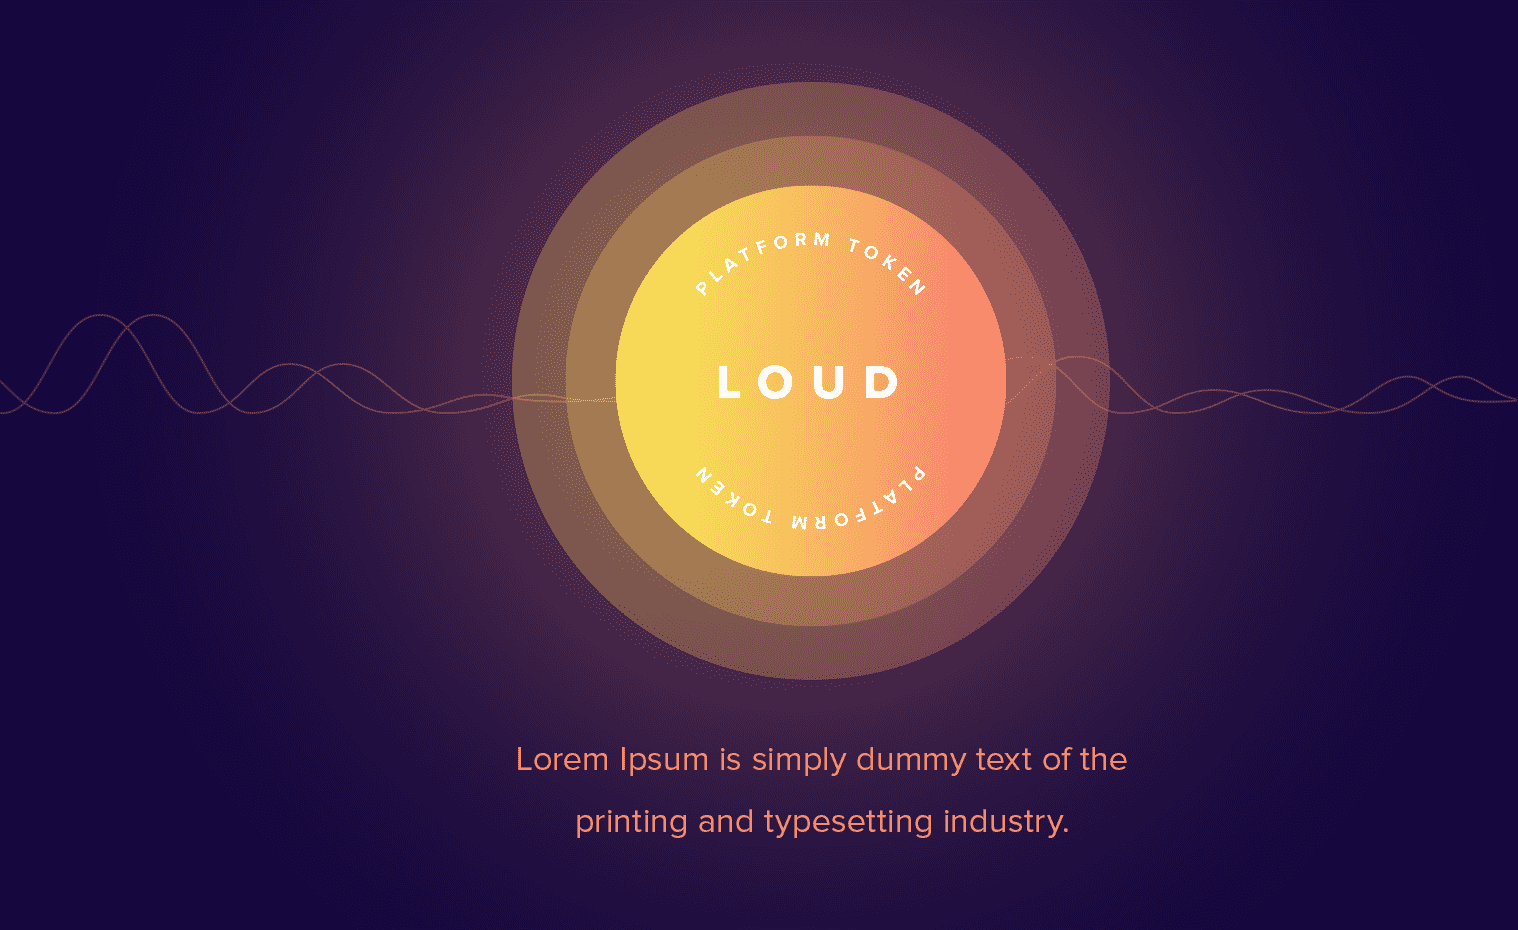 PLATFORM TOKEN
LOUD
PLATFORM TOKEN
Lorem Ipsum is simply dummy text of the
printing and typesetting industry.